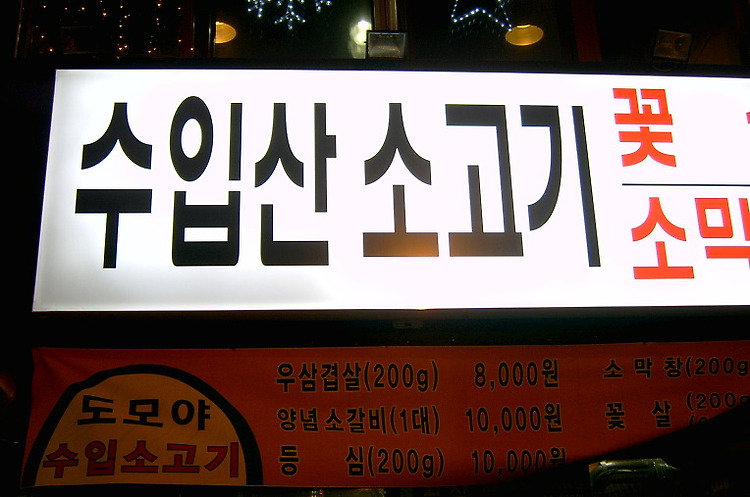 수입산 소고기
꽃
소막
도모야
수입소고기
우삼겹살(200g) 8,000원
양념소갈비(1대) 10,000원
등 심(200g) 10,000원
소막창(200g
꽃 살 (200